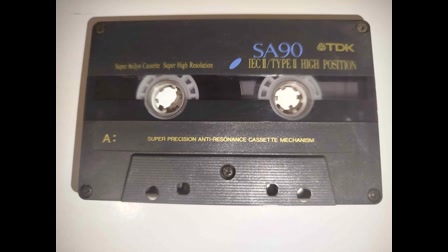 SA90 TDK
Super Avilyn Cassette Super High Resolution IEC II/TYPE II HIGH POSITION
A: SUPER PRECISION ANTI-RESONANCE CASSETTE MECHANISM